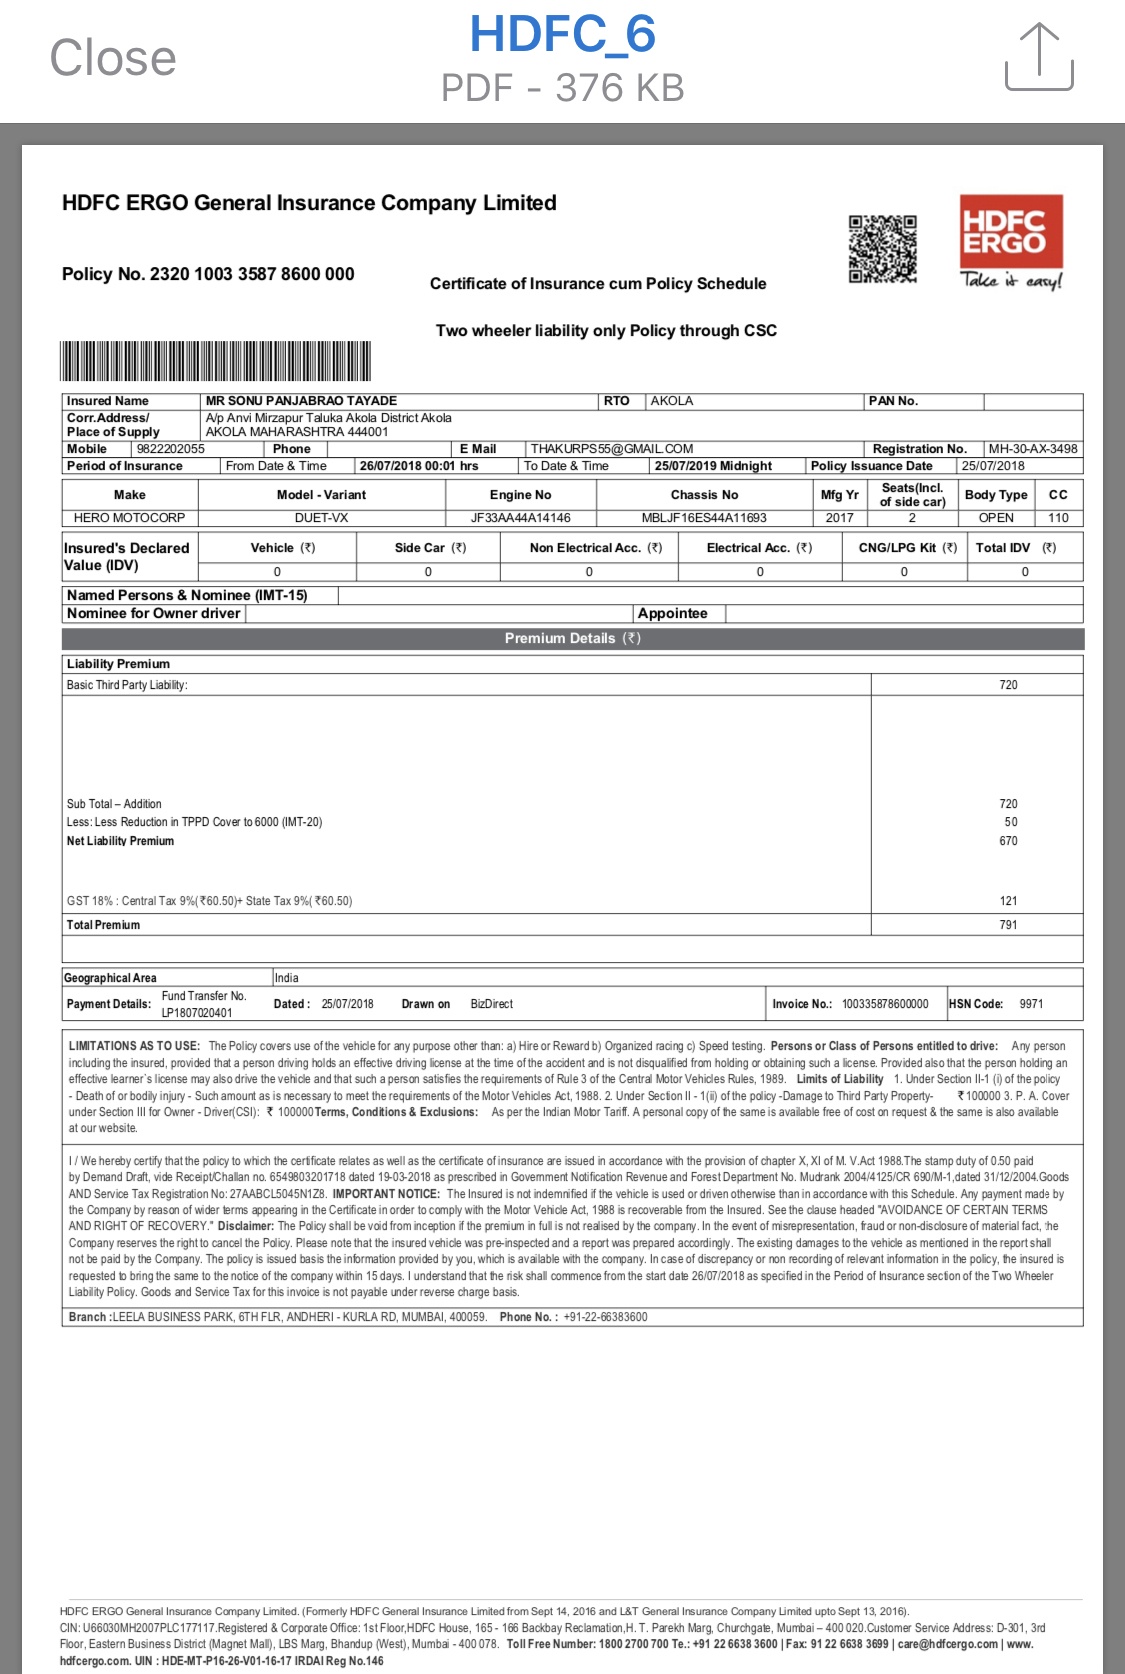 Close
HDFC_6
PDF - 376 KB
HDFC ERGO General Insurance Company Limited
HDFC
ERGO
Take it easy!
Policy No. 2320 1003 3587 8600 000
Certificate of Insurance cum Policy Schedule
Two wheeler liability only Policy through CSC
Insured Name MR SONU PANJABRAO TAYADE RTO AKOLA PAN No.
Corr.Address/ A/p Anvi Mirzapur Taluka Akola District Akola
Place of Supply AKOLA MAHARASHTRA 444001
Mobile 9822202055 Phone E Mail THAKURPS55@GMAIL.COM Registration No. MH-30-AX-3498
Period of Insurance From Date & Time 26/07/2018 00:01 hrs To Date & Time 25/07/2019 Midnight Policy Issuance Date 25/07/2018
Make Model - Variant Engine No Chassis No Mfg Yr Seats(Incl. of side car) Body Type CC
HERO MOTOCORP DUET-VX JF33AA44A14146 MBLJF16ES44A11693 2017 2 OPEN 110
Insured's Declared Value (IDV) Vehicle (₹) Side Car (₹) Non Electrical Acc. (₹) Electrical Acc. (₹) CNG/LPG Kit (₹) Total IDV (₹)
0 0 0 0 0 0
Named Persons & Nominee (IMT-15)
Nominee for Owner driver Appointee
Premium Details (₹)
Liability Premium
Basic Third Party Liability: 720
Sub Total – Addition 720
Less: Less Reduction in TPPD Cover to 6000 (IMT-20) 50
Net Liability Premium 670
GST 18% : Central Tax 9%(₹60.50)+ State Tax 9%(₹60.50) 121
Total Premium 791
Geographical Area India
Payment Details: Fund Transfer No. LP1807020401 Dated : 25/07/2018 Drawn on BizDirect Invoice No.: 100335878600000 HSN Code: 9971
LIMITATIONS AS TO USE: The Policy covers use of the vehicle for any purpose other than: a) Hire or Reward b) Organized racing c) Speed testing. Persons or Class of Persons entitled to drive: Any person
including the insured, provided that a person driving holds an effective driving license at the time of the accident and is not disqualified from holding or obtaining such a license. Provided also that the person holding an
effective learner`s license may also drive the vehicle and that such a person satisfies the requirements of Rule 3 of the Central Motor Vehicles Rules, 1989. Limits of Liability 1. Under Section II-1 (i) of the policy
- Death of or bodily injury - Such amount as is necessary to meet the requirements of the Motor Vehicles Act, 1988. 2. Under Section II - 1(ii) of the policy -Damage to Third Party Property- ₹100000 3. P. A. Cover
under Section III for Owner - Driver(CSI): ₹ 100000Terms, Conditions & Exclusions: As per the Indian Motor Tariff. A personal copy of the same is available free of cost on request & the same is also available
at our website.
I / We hereby certify that the policy to which the certificate relates as well as the certificate of insurance are issued in accordance with the provision of chapter X, XI of M. V.Act 1988.The stamp duty of 0.50 paid
by Demand Draft, vide Receipt/Challan no. 6549803201718 dated 19-03-2018 as prescribed in Government Notification Revenue and Forest Department No. Mudrank 2004/4125/CR 690/M-1,dated 31/12/2004.Goods
AND Service Tax Registration No: 27AABCL5045N1Z8. IMPORTANT NOTICE: The Insured is not indemnified if the vehicle is used or driven otherwise than in accordance with this Schedule. Any payment made by
the Company by reason of wider terms appearing in the Certificate in order to comply with the Motor Vehicle Act, 1988 is recoverable from the Insured. See the clause headed "AVOIDANCE OF CERTAIN TERMS
AND RIGHT OF RECOVERY." Disclaimer: The Policy shall be void from inception if the premium in full is not realised by the company. In the event of misrepresentation, fraud or non-disclosure of material fact, the
Company reserves the right to cancel the Policy. Please note that the insured vehicle was pre-inspected and a report was prepared accordingly. The existing damages to the vehicle as mentioned in the report shall
not be paid by the Company. The policy is issued basis the information provided by you, which is available with the company. In case of discrepancy or non recording of relevant information in the policy, the insured is
requested to bring the same to the notice of the company within 15 days. I understand that the risk shall commence from the start date 26/07/2018 as specified in the Period of Insurance section of the Two Wheeler
Liability Policy. Goods and Service Tax for this invoice is not payable under reverse charge basis.
Branch :LEELA BUSINESS PARK, 6TH FLR, ANDHERI - KURLA RD, MUMBAI, 400059. Phone No. : +91-22-66383600
HDFC ERGO General Insurance Company Limited. (Formerly HDFC General Insurance Limited from Sept 14, 2016 and L&T General Insurance Company Limited upto Sept 13, 2016).
CIN: U66030MH2007PLC177117.Registered & Corporate Office: 1st Floor,HDFC House, 165 - 166 Backbay Reclamation,H. T. Parekh Marg, Churchgate, Mumbai – 400 020.Customer Service Address: D-301, 3rd
Floor, Eastern Business District (Magnet Mall), LBS Marg, Bhandup (West), Mumbai - 400 078. Toll Free Number: 1800 2700 700 Te.: +91 22 6638 3600 | Fax: 91 22 6638 3699 | care@hdfcergo.com | www.
hdfcergo.com. UIN : HDE-MT-P16-26-V01-16-17 IRDAI Reg No.146